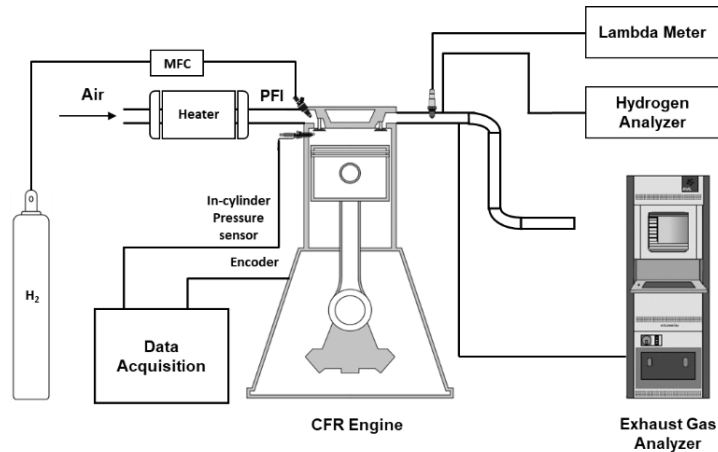 Lambda Meter
MFC
Air
PFI
Heater
Hydrogen
Analyzer
In-cylinder
Pressure
sensor
Encoder
H2
Data
Acquisition
CFR Engine
Exhaust Gas
Analyzer